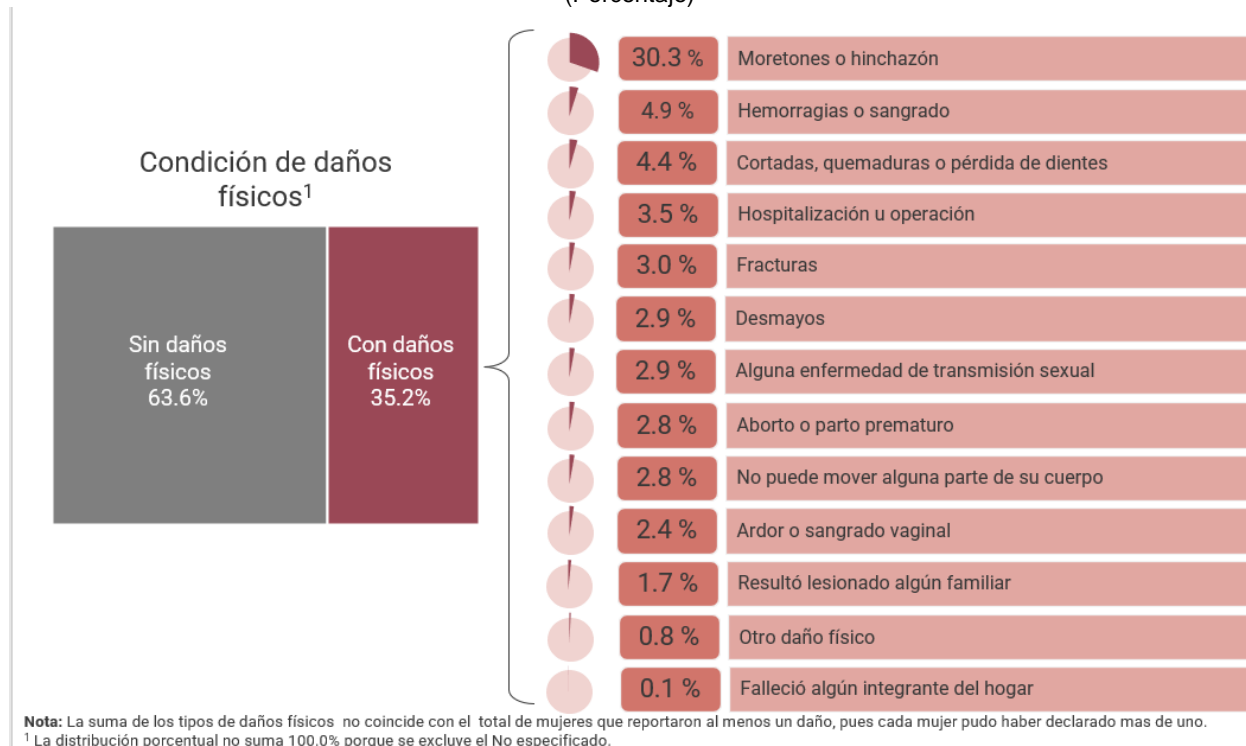 (Porcentaje)
Condición de daños
físicos¹
Sin daños
físicos
63.6%
Con daños
físicos
35.2%
30.3 % Moretones o hinchazón
4.9 % Hemorragias o sangrado
4.4 % Cortadas, quemaduras o pérdida de dientes
3.5 % Hospitalización u operación
3.0 % Fracturas
2.9 % Desmayos
2.9 % Alguna enfermedad de transmisión sexual
2.8 % Aborto o parto prematuro
2.8 % No puede mover alguna parte de su cuerpo
2.4 % Ardor o sangrado vaginal
1.7 % Resultó lesionado algún familiar
0.8 % Otro daño físico
0.1 % Falleció algún integrante del hogar
Nota: La suma de los tipos de daños físicos no coincide con el total de mujeres que reportaron al menos un daño, pues cada mujer pudo haber declarado mas de uno.
¹ La distribución porcentual no suma 100.0% porque se excluye el No especificado.